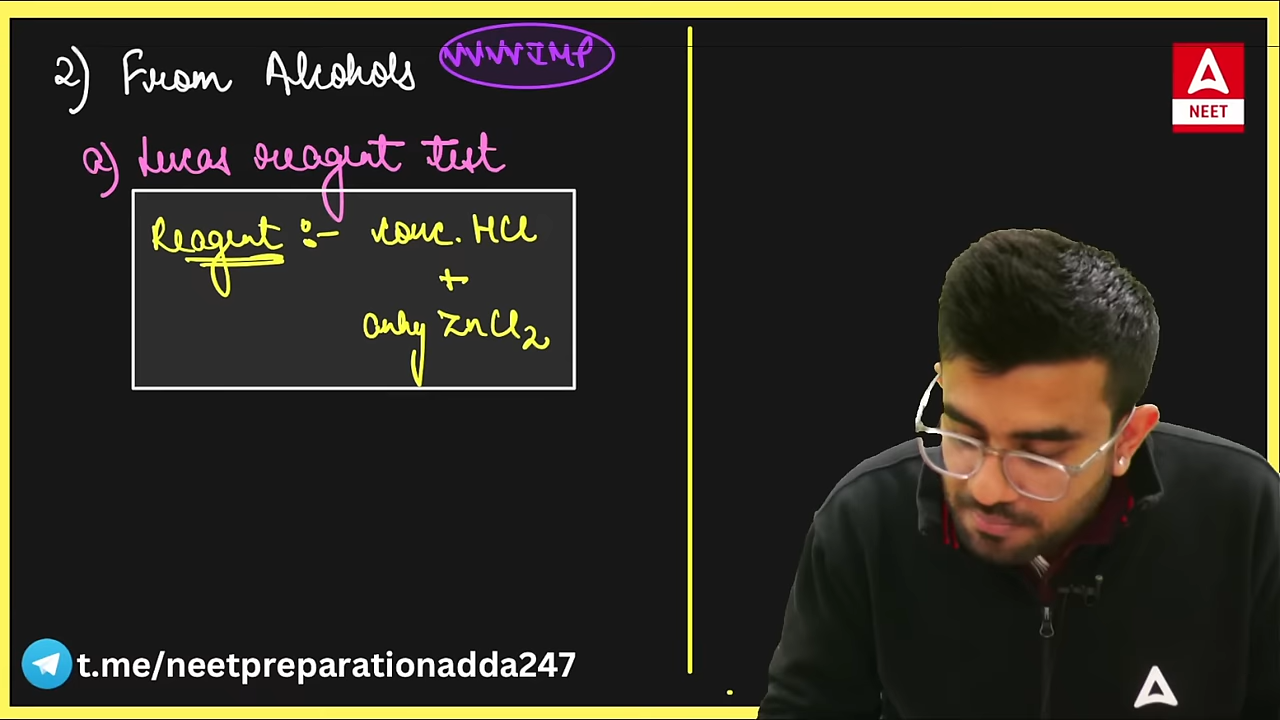 2) From Alcohols VVVVIMP
a) Lucas reagent test
Reagent :- conc. HCl
+
anhy ZnCl2
NEET
t.me/neetpreparationadda247